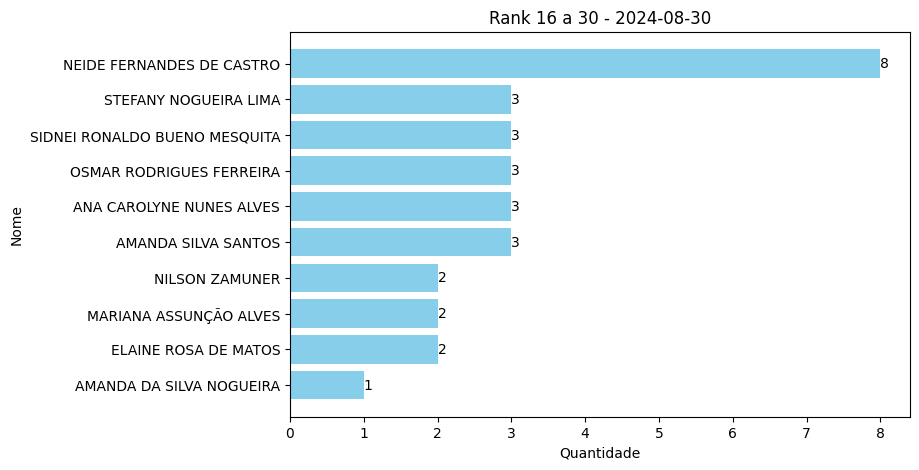 Rank 16 a 30 - 2024-08-30
NEIDE FERNANDES DE CASTRO 8
STEFANY NOGUEIRA LIMA 3
SIDNEI RONALDO BUENO MESQUITA 3
OSMAR RODRIGUES FERREIRA 3
ANA CAROLYNE NUNES ALVES 3
AMANDA SILVA SANTOS 3
NILSON ZAMUNER 2
MARIANA ASSUNÇÃO ALVES 2
ELAINE ROSA DE MATOS 2
AMANDA DA SILVA NOGUEIRA 1
Nome
0 1 2 3 4 5 6 7 8
Quantidade